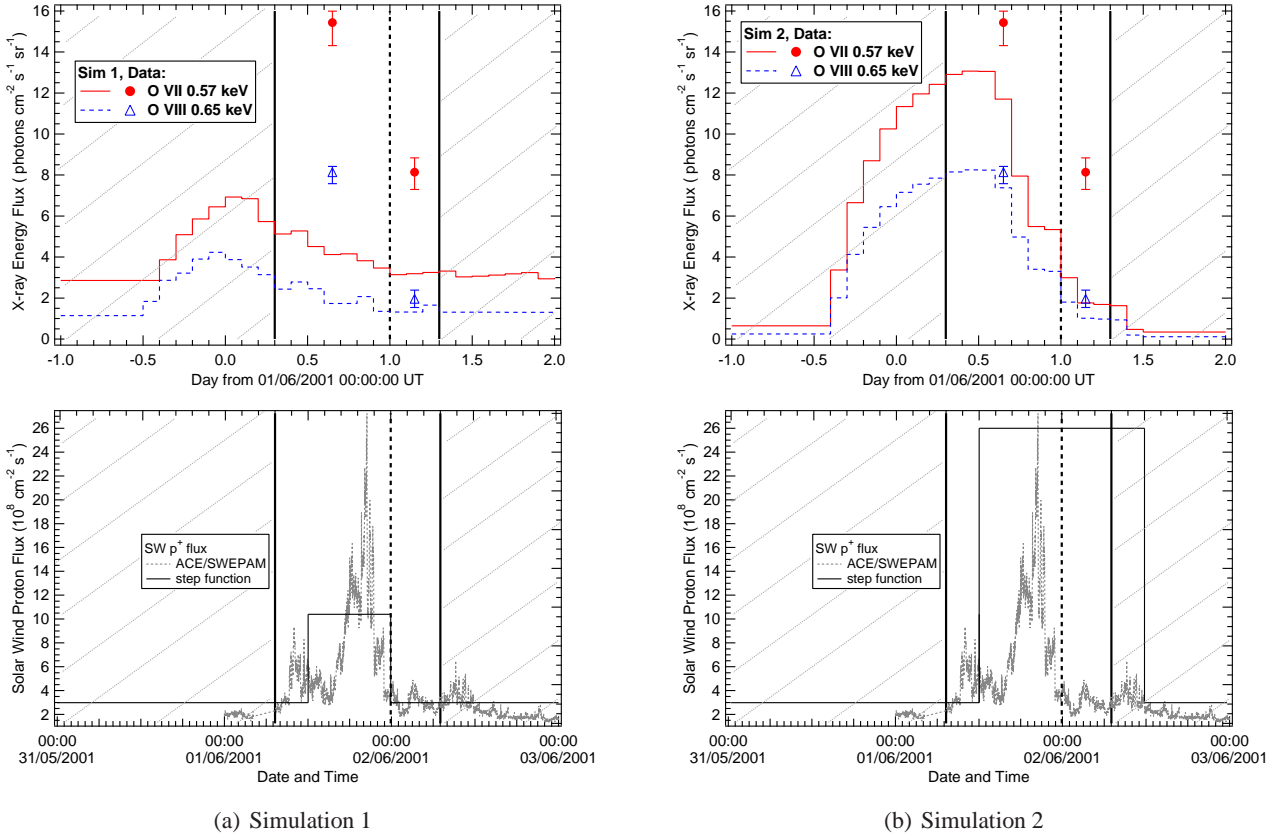 Sim 1, Data:
O VII 0.57 keV
O VIII 0.65 keV
X-ray Energy Flux ( photons cm⁻² s⁻¹ sr⁻¹)
16
14
12
10
8
6
4
2
0
-1.0 -0.5 0.0 0.5 1.0 1.5 2.0
Day from 01/06/2001 00:00:00 UT
Sim 2, Data:
O VII 0.57 keV
O VIII 0.65 keV
X-ray Energy Flux ( photons cm⁻² s⁻¹ sr⁻¹)
16
14
12
10
8
6
4
2
0
-1.0 -0.5 0.0 0.5 1.0 1.5 2.0
Day from 01/06/2001 00:00:00 UT
Solar Wind Proton Flux (10⁸ cm⁻² s⁻¹)
26
24
22
20
18
16
14
12
10
8
6
4
2
SW p⁺ flux
ACE/SWEPAM
step function
00:00 00:00 00:00 00:00
31/05/2001 01/06/2001 02/06/2001 03/06/2001
Date and Time
Solar Wind Proton Flux (10⁸ cm⁻² s⁻¹)
26
24
22
20
18
16
14
12
10
8
6
4
2
SW p⁺ flux
ACE/SWEPAM
step function
00:00 00:00 00:00 00:00
31/05/2001 01/06/2001 02/06/2001 03/06/2001
Date and Time
(a) Simulation 1
(b) Simulation 2